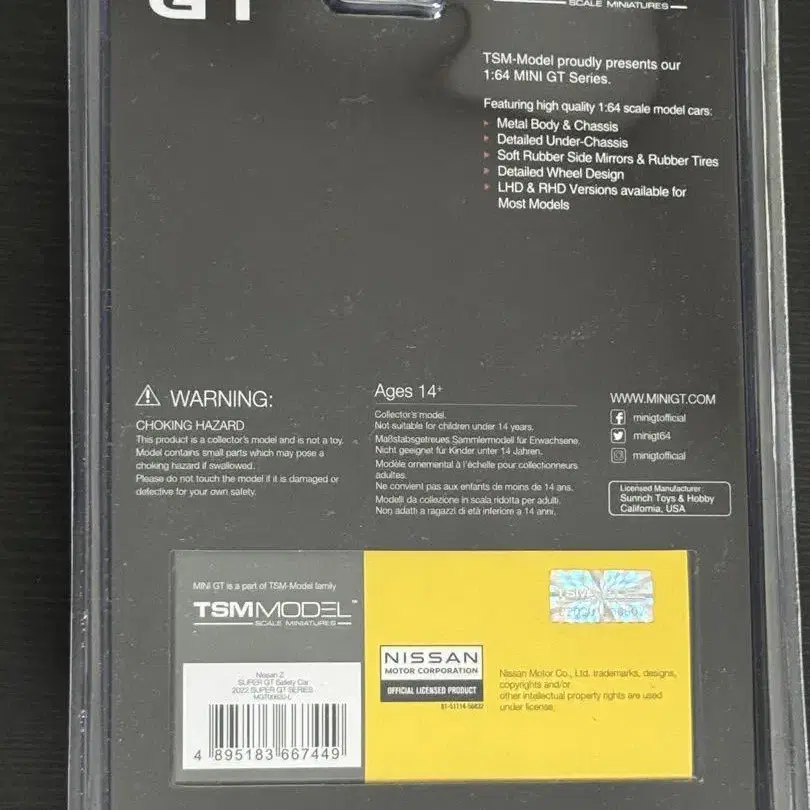 GT
SCALE MINIATURES
TSM-Model proudly presents our
1:64 MINI GT Series.
Featuring high quality 1:64 scale model cars:
Metal Body & Chassis
Detailed Under-Chassis
Soft Rubber Side Mirrors & Rubber Tires
Detailed Wheel Design
LHD & RHD Versions available for
Most Models
WARNING:
CHOKING HAZARD
This product is a collector's model and is not a toy.
Model contains small parts which may pose a
choking hazard if swallowed.
Please do not touch the model if it is damaged or
defective for your own safety.
Ages 14+
Collector's model.
Not suitable for children under 14 years.
Maßstabsgetreues Sammlermodell für Erwachsene.
Nicht geeignet für Kinder unter 14 Jahren.
Modèle ornemental à l'échelle pour collectionneurs
adultes.
Ne convient pas aux enfants de moins de 14 ans.
Modelli da collezione in scala ridotta per adulti.
Non adatti a ragazzi di età inferiore a 14 anni.
WWW.MINIGT.COM
minigtofficial
minigt64
minigtofficial
Licensed Manufacturer:
Sunrich Toys & Hobby
California, USA
MINI GT is a part of TSM-Model family
TSMMODEL™
SCALE MINIATURES
Nissan Z
SUPER GT Safety Car
2022 SUPER GT SERIES
4 895183 667449
NISSAN
MOTOR CORPORATION
OFFICIAL LICENSED PRODUCT
Nissan Motor Co., Ltd. trademarks, designs,
copyrights and/or
other intellectual property rights are used
under license.